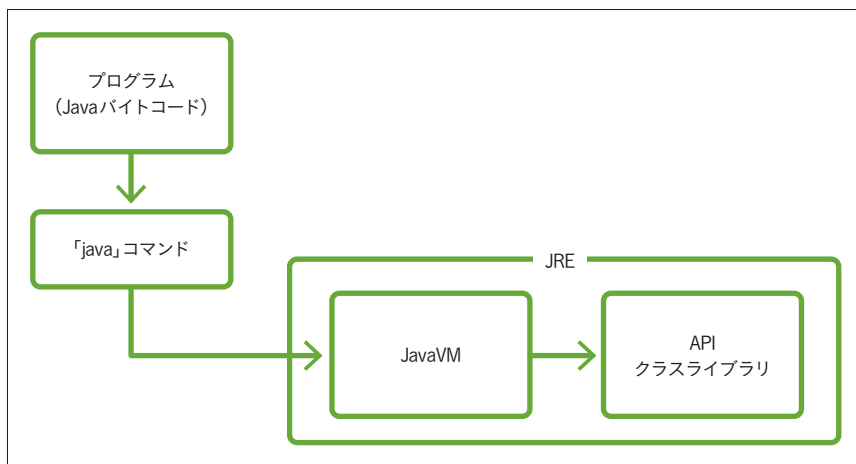 プログラム
（Javaバイトコード）
「java」コマンド
JRE
JavaVM
API
クラスライブラリ